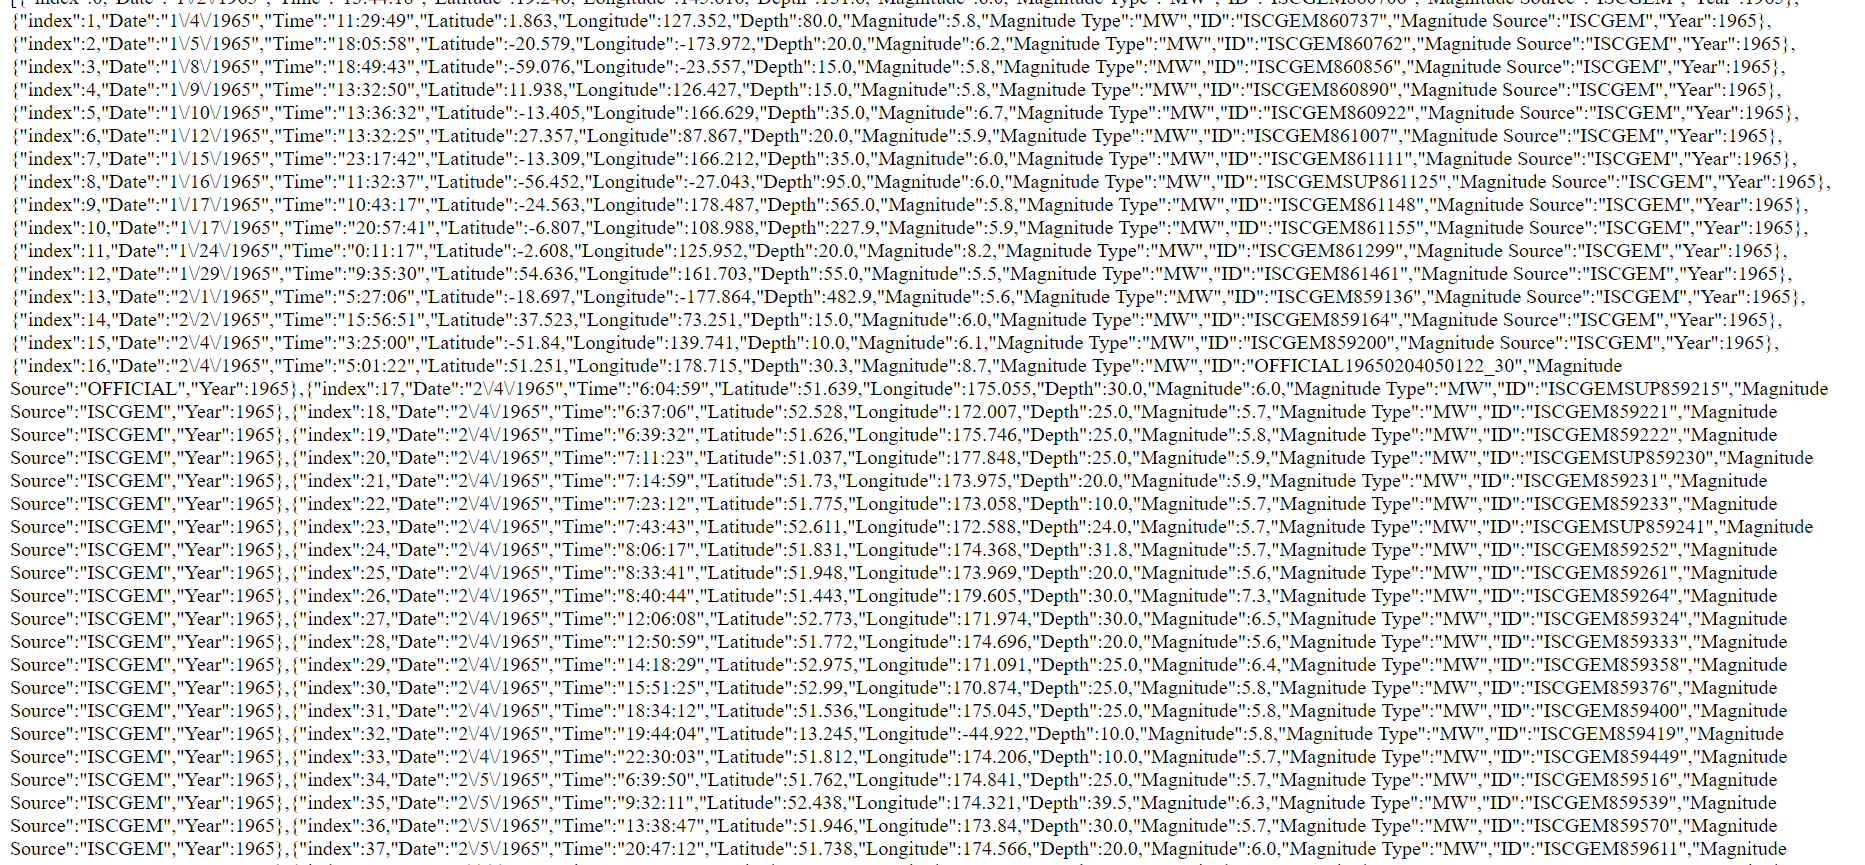 {"index":1,"Date":"1\/4\/1965","Time":"11:29:49","Latitude":1.863,"Longitude":127.352,"Depth":80.0,"Magnitude":5.8,"Magnitude Type":"MW","ID":"ISCGEM860737","Magnitude Source":"ISCGEM","Year":1965},
{"index":2,"Date":"1\/5\/1965","Time":"18:05:58","Latitude":-20.579,"Longitude":-173.972,"Depth":20.0,"Magnitude":6.2,"Magnitude Type":"MW","ID":"ISCGEM860762","Magnitude Source":"ISCGEM","Year":1965},
{"index":3,"Date":"1\/8\/1965","Time":"18:49:43","Latitude":-59.076,"Longitude":-23.557,"Depth":15.0,"Magnitude":5.8,"Magnitude Type":"MW","ID":"ISCGEM860856","Magnitude Source":"ISCGEM","Year":1965},
{"index":4,"Date":"1\/9\/1965","Time":"13:32:50","Latitude":11.938,"Longitude":126.427,"Depth":15.0,"Magnitude":5.8,"Magnitude Type":"MW","ID":"ISCGEM860890","Magnitude Source":"ISCGEM","Year":1965},
{"index":5,"Date":"1\/10\/1965","Time":"13:36:32","Latitude":-13.405,"Longitude":166.629,"Depth":35.0,"Magnitude":6.7,"Magnitude Type":"MW","ID":"ISCGEM860922","Magnitude Source":"ISCGEM","Year":1965},
{"index":6,"Date":"1\/12\/1965","Time":"13:32:25","Latitude":27.357,"Longitude":87.867,"Depth":20.0,"Magnitude":5.9,"Magnitude Type":"MW","ID":"ISCGEM861007","Magnitude Source":"ISCGEM","Year":1965},
{"index":7,"Date":"1\/15\/1965","Time":"23:17:42","Latitude":-13.309,"Longitude":166.212,"Depth":35.0,"Magnitude":6.0,"Magnitude Type":"MW","ID":"ISCGEM861111","Magnitude Source":"ISCGEM","Year":1965},
{"index":8,"Date":"1\/16\/1965","Time":"11:32:37","Latitude":-56.452,"Longitude":-27.043,"Depth":95.0,"Magnitude":6.0,"Magnitude Type":"MW","ID":"ISCGEMSUP861125","Magnitude Source":"ISCGEM","Year":1965},
{"index":9,"Date":"1\/17\/1965","Time":"10:43:17","Latitude":-24.563,"Longitude":178.487,"Depth":565.0,"Magnitude":5.8,"Magnitude Type":"MW","ID":"ISCGEM861148","Magnitude Source":"ISCGEM","Year":1965},
{"index":10,"Date":"1\/17\/1965","Time":"20:57:41","Latitude":-6.807,"Longitude":108.988,"Depth":227.9,"Magnitude":5.9,"Magnitude Type":"MW","ID":"ISCGEM861155","Magnitude Source":"ISCGEM","Year":1965},
{"index":11,"Date":"1\/24\/1965","Time":"0:11:17","Latitude":-2.608,"Longitude":125.952,"Depth":20.0,"Magnitude":8.2,"Magnitude Type":"MW","ID":"ISCGEM861299","Magnitude Source":"ISCGEM","Year":1965},
{"index":12,"Date":"1\/29\/1965","Time":"9:35:30","Latitude":54.636,"Longitude":161.703,"Depth":55.0,"Magnitude":5.5,"Magnitude Type":"MW","ID":"ISCGEM861461","Magnitude Source":"ISCGEM","Year":1965},
{"index":13,"Date":"2\/1\/1965","Time":"5:27:06","Latitude":-18.697,"Longitude":-177.864,"Depth":482.9,"Magnitude":5.6,"Magnitude Type":"MW","ID":"ISCGEM859136","Magnitude Source":"ISCGEM","Year":1965},
{"index":14,"Date":"2\/2\/1965","Time":"15:56:51","Latitude":37.523,"Longitude":73.251,"Depth":15.0,"Magnitude":6.0,"Magnitude Type":"MW","ID":"ISCGEM859164","Magnitude Source":"ISCGEM","Year":1965},
{"index":15,"Date":"2\/4\/1965","Time":"3:25:00","Latitude":-51.84,"Longitude":139.741,"Depth":10.0,"Magnitude":6.1,"Magnitude Type":"MW","ID":"ISCGEM859200","Magnitude Source":"ISCGEM","Year":1965},
{"index":16,"Date":"2\/4\/1965","Time":"5:01:22","Latitude":51.251,"Longitude":178.715,"Depth":30.3,"Magnitude":8.7,"Magnitude Type":"MW","ID":"OFFICIAL19650204050122_30","Magnitude
Source":"OFFICIAL","Year":1965},{"index":17,"Date":"2\/4\/1965","Time":"6:04:59","Latitude":51.639,"Longitude":175.055,"Depth":30.0,"Magnitude":6.0,"Magnitude Type":"MW","ID":"ISCGEMSUP859215","Magnitude
Source":"ISCGEM","Year":1965},{"index":18,"Date":"2\/4\/1965","Time":"6:37:06","Latitude":52.528,"Longitude":172.007,"Depth":25.0,"Magnitude":5.7,"Magnitude Type":"MW","ID":"ISCGEM859221","Magnitude
Source":"ISCGEM","Year":1965},{"index":19,"Date":"2\/4\/1965","Time":"6:39:32","Latitude":51.626,"Longitude":175.746,"Depth":25.0,"Magnitude":5.8,"Magnitude Type":"MW","ID":"ISCGEM859222","Magnitude
Source":"ISCGEM","Year":1965},{"index":20,"Date":"2\/4\/1965","Time":"7:11:23","Latitude":51.037,"Longitude":177.848,"Depth":25.0,"Magnitude":5.9,"Magnitude Type":"MW","ID":"ISCGEMSUP859230","Magnitude
Source":"ISCGEM","Year":1965},{"index":21,"Date":"2\/4\/1965","Time":"7:14:59","Latitude":51.73,"Longitude":173.975,"Depth":20.0,"Magnitude":5.9,"Magnitude Type":"MW","ID":"ISCGEM859231","Magnitude
Source":"ISCGEM","Year":1965},{"index":22,"Date":"2\/4\/1965","Time":"7:23:12","Latitude":51.775,"Longitude":173.058,"Depth":10.0,"Magnitude":5.7,"Magnitude Type":"MW","ID":"ISCGEM859233","Magnitude
Source":"ISCGEM","Year":1965},{"index":23,"Date":"2\/4\/1965","Time":"7:43:43","Latitude":52.611,"Longitude":172.588,"Depth":24.0,"Magnitude":5.7,"Magnitude Type":"MW","ID":"ISCGEMSUP859241","Magnitude
Source":"ISCGEM","Year":1965},{"index":24,"Date":"2\/4\/1965","Time":"8:06:17","Latitude":51.831,"Longitude":174.368,"Depth":31.8,"Magnitude":5.7,"Magnitude Type":"MW","ID":"ISCGEM859252","Magnitude
Source":"ISCGEM","Year":1965},{"index":25,"Date":"2\/4\/1965","Time":"8:33:41","Latitude":51.948,"Longitude":173.969,"Depth":20.0,"Magnitude":5.6,"Magnitude Type":"MW","ID":"ISCGEM859261","Magnitude
Source":"ISCGEM","Year":1965},{"index":26,"Date":"2\/4\/1965","Time":"8:40:44","Latitude":51.443,"Longitude":179.605,"Depth":30.0,"Magnitude":7.3,"Magnitude Type":"MW","ID":"ISCGEM859264","Magnitude
Source":"ISCGEM","Year":1965},{"index":27,"Date":"2\/4\/1965","Time":"12:06:08","Latitude":52.773,"Longitude":171.974,"Depth":30.0,"Magnitude":6.5,"Magnitude Type":"MW","ID":"ISCGEM859324","Magnitude
Source":"ISCGEM","Year":1965},{"index":28,"Date":"2\/4\/1965","Time":"12:50:59","Latitude":51.772,"Longitude":174.696,"Depth":20.0,"Magnitude":5.6,"Magnitude Type":"MW","ID":"ISCGEM859333","Magnitude
Source":"ISCGEM","Year":1965},{"index":29,"Date":"2\/4\/1965","Time":"14:18:29","Latitude":52.975,"Longitude":171.091,"Depth":25.0,"Magnitude":6.4,"Magnitude Type":"MW","ID":"ISCGEM859358","Magnitude
Source":"ISCGEM","Year":1965},{"index":30,"Date":"2\/4\/1965","Time":"15:51:25","Latitude":52.99,"Longitude":170.874,"Depth":25.0,"Magnitude":5.8,"Magnitude Type":"MW","ID":"ISCGEM859376","Magnitude
Source":"ISCGEM","Year":1965},{"index":31,"Date":"2\/4\/1965","Time":"18:34:12","Latitude":51.536,"Longitude":175.045,"Depth":25.0,"Magnitude":5.8,"Magnitude Type":"MW","ID":"ISCGEM859400","Magnitude
Source":"ISCGEM","Year":1965},{"index":32,"Date":"2\/4\/1965","Time":"19:44:04","Latitude":13.245,"Longitude":-44.922,"Depth":10.0,"Magnitude":5.8,"Magnitude Type":"MW","ID":"ISCGEM859419","Magnitude
Source":"ISCGEM","Year":1965},{"index":33,"Date":"2\/4\/1965","Time":"22:30:03","Latitude":51.812,"Longitude":174.206,"Depth":10.0,"Magnitude":5.7,"Magnitude Type":"MW","ID":"ISCGEM859449","Magnitude
Source":"ISCGEM","Year":1965},{"index":34,"Date":"2\/5\/1965","Time":"6:39:50","Latitude":51.762,"Longitude":174.841,"Depth":25.0,"Magnitude":5.7,"Magnitude Type":"MW","ID":"ISCGEM859516","Magnitude
Source":"ISCGEM","Year":1965},{"index":35,"Date":"2\/5\/1965","Time":"9:32:11","Latitude":52.438,"Longitude":174.321,"Depth":39.5,"Magnitude":6.3,"Magnitude Type":"MW","ID":"ISCGEM859539","Magnitude
Source":"ISCGEM","Year":1965},{"index":36,"Date":"2\/5\/1965","Time":"13:38:47","Latitude":51.946,"Longitude":173.84,"Depth":30.0,"Magnitude":5.7,"Magnitude Type":"MW","ID":"ISCGEM859570","Magnitude
Source":"ISCGEM","Year":1965},{"index":37,"Date":"2\/5\/1965","Time":"20:47:12","Latitude":51.738,"Longitude":174.566,"Depth":20.0,"Magnitude":6.0,"Magnitude Type":"MW","ID":"ISCGEM859611","Magnitude